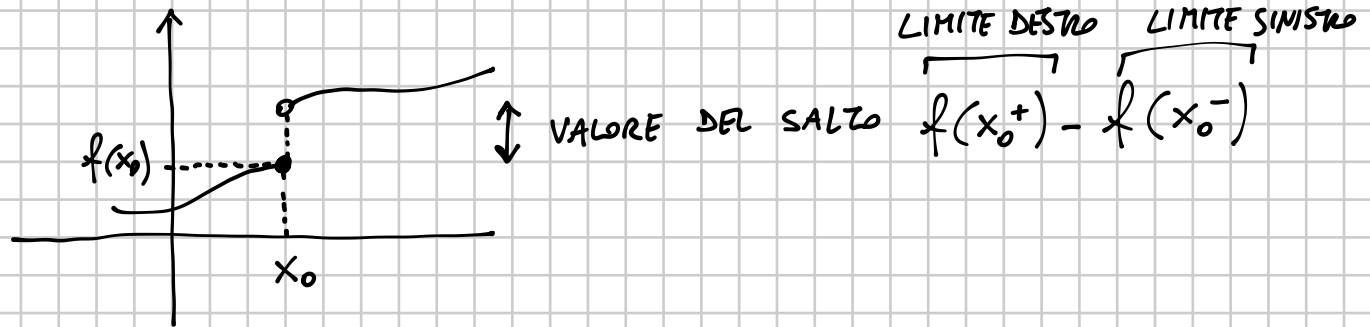 LIMITE DESTRO LIMITE SINISTRO
VALORE DEL SALTO f(x₀⁺) - f(x₀⁻)
f(x₀)
x₀